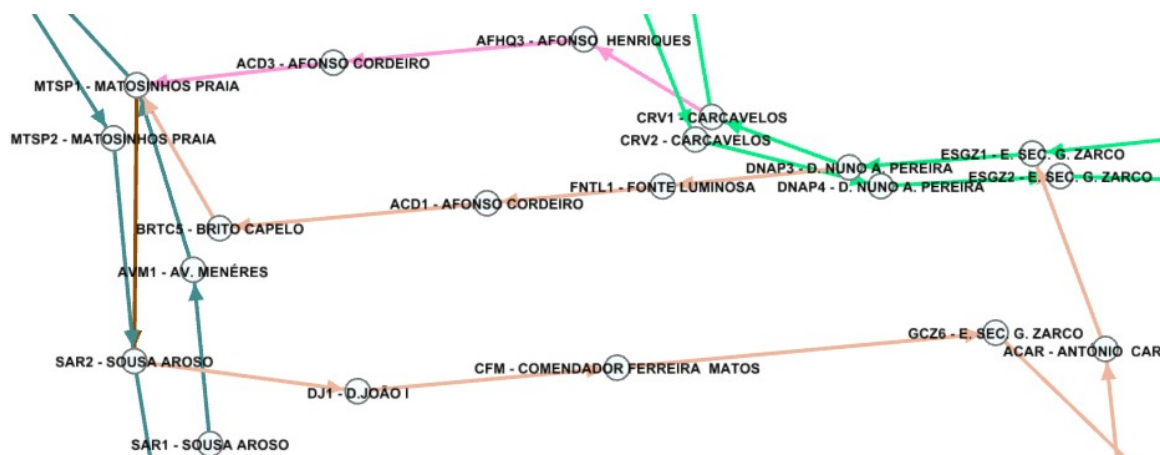 AFHQ3 - AFONSO  HENRIQUES
ACD3 - AFONSO CORDEIRO
MTSP1 - MATOSINHOS PRAIA
CRV1 - CARCAVELOS
MTSP2 - MATOSINHOS PRAIA
CRV2 - CARCAVELOS
ESGZ1 - E. SEC. G. ZARCO
DNAP3 - D. NUNO A. PEREIRA
ESGZ2 - E. SEC. G. ZARCO
FNTL1 - FONTE LUMINOSA
DNAP4 - D. NUNO A. PEREIRA
ACD1 - AFONSO CORDEIRO
BRTC5 - BRITO CAPELO
AVM1 - AV. MENÉRES
GCZ6 - E. SEC. G. ZARCO
ACAR - ANTÓNIO  CAR
SAR2 - SOUSA AROSO
CFM - COMENDADOR FERREIRA  MATOS
DJ1 - D.JOÃO I
SAR1 - SOUSA AROSO